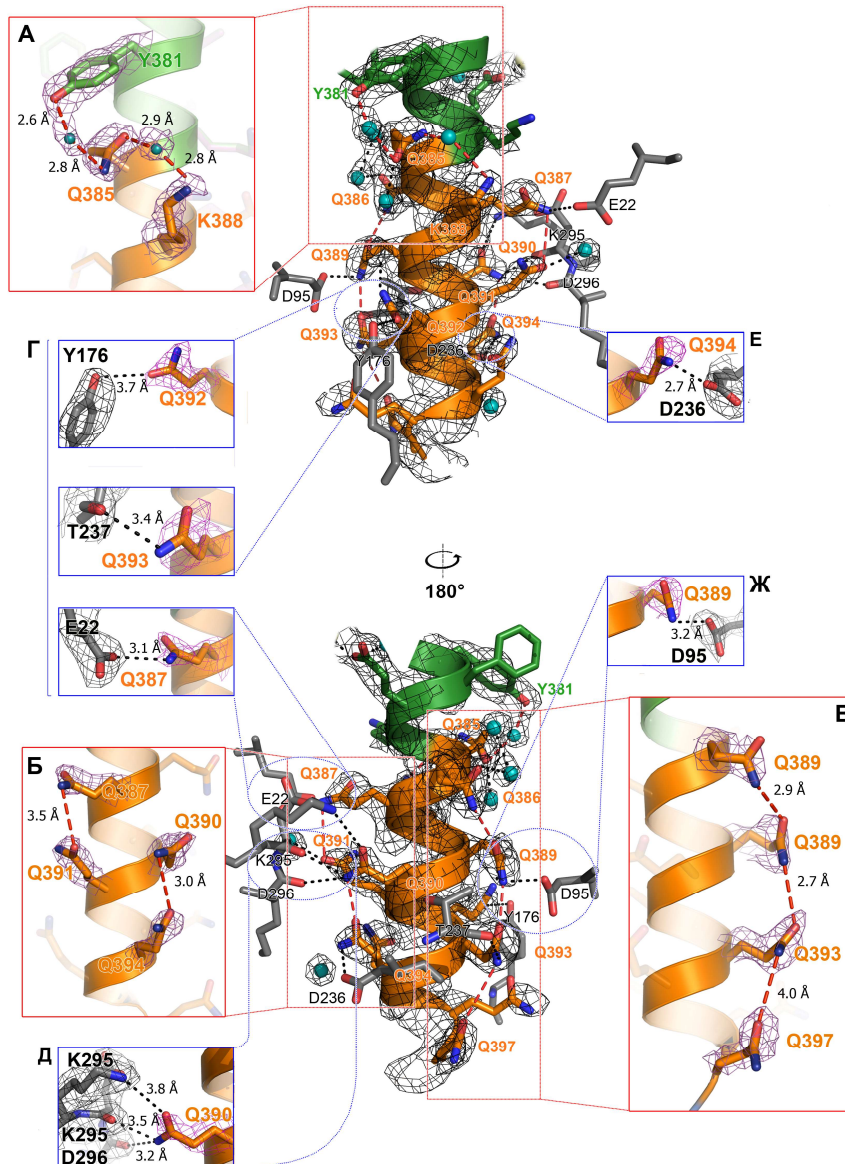 А
Y381
2.6 Å
2.9 Å
2.8 Å
2.8 Å
Q385
K388
Y381
Q385
Q387
Q386
E22
K388
Q390
K295
Q389
D95
Q391
D296
Q393
Q392
Q394
D236
Y176
Г
Y176
3.7 Å
Q392
T237
3.4 Å
Q393
E22
3.1 Å
Q387
Е
Q394
2.7 Å
D236
180°
Ж
Q389
3.2 Å
D95
Y381
Q385
Q387
E22
Q386
Q391
K295
Q389
D296
Q390
D95
Y176
T237
Q393
Q394
D236
Q397
Б
Q387
3.5 Å
Q390
Q391
3.0 Å
Q394
В
Q389
2.9 Å
Q389
2.7 Å
Q393
4.0 Å
Q397
Д
K295
3.8 Å
Q390
3.5 Å
K295
D296
3.2 Å